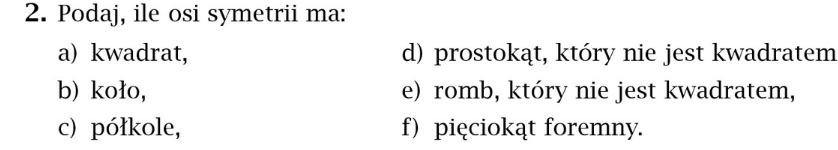 2. Podaj, ile osi symetrii ma:
a) kwadrat,
b) koło,
c) półkole,
d) prostokąt, który nie jest kwadratem
e) romb, który nie jest kwadratem,
f) pięciokąt foremny.